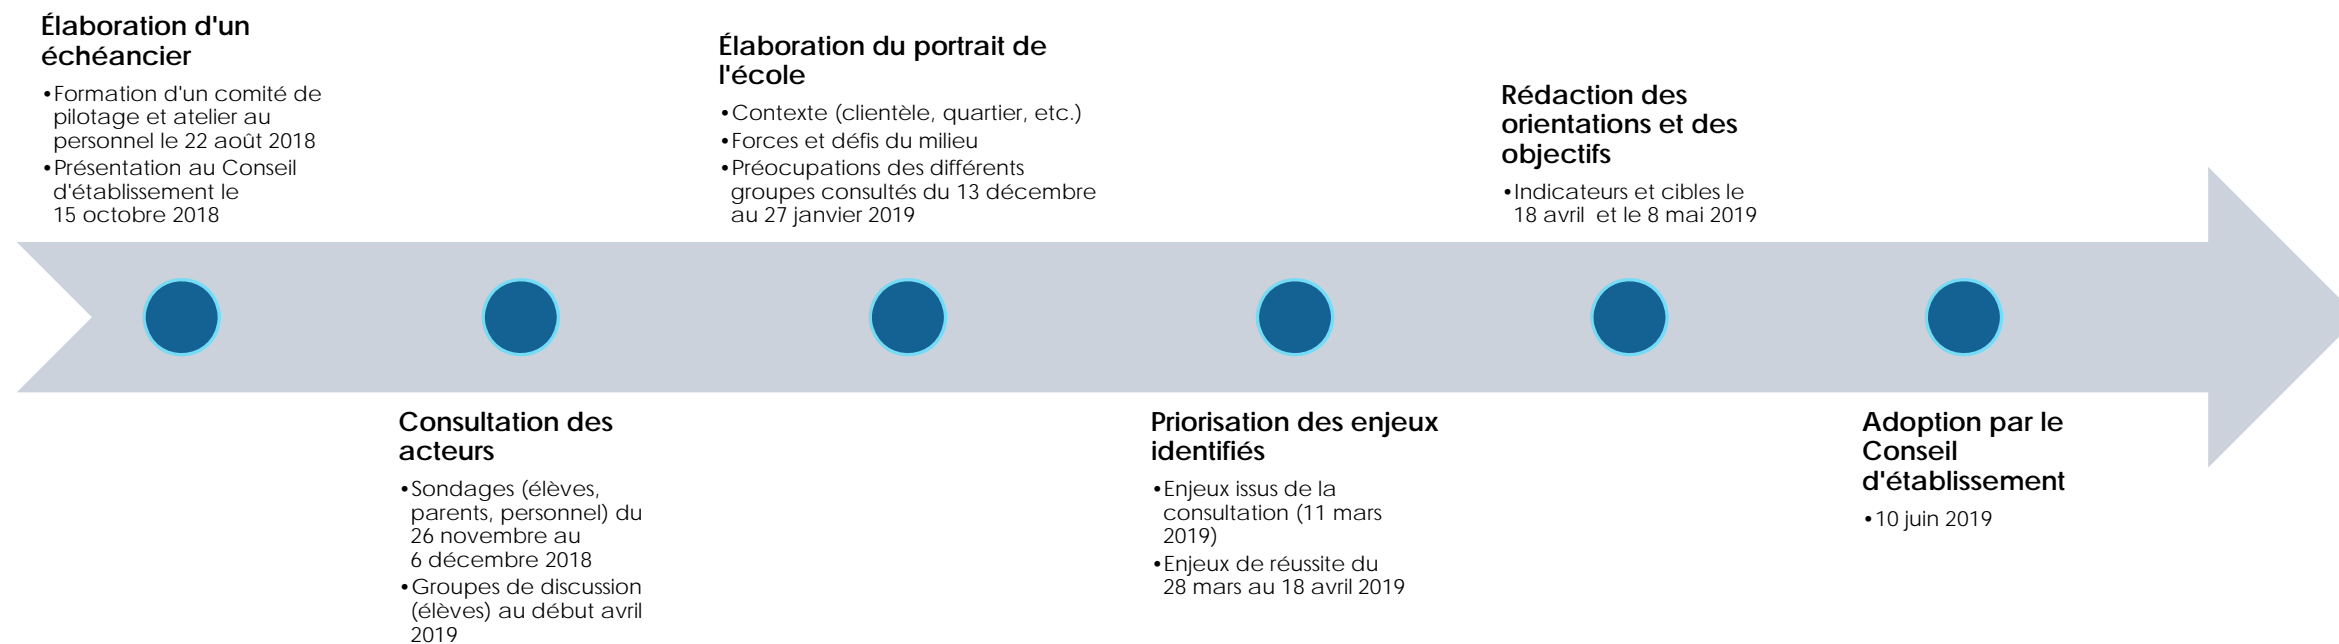 Élaboration d'un
échéancier
•Formation d'un comité de
pilotage et atelier au
personnel le 22 août 2018
•Présentation au Conseil
d'établissement le
15 octobre 2018
Consultation des
acteurs
•Sondages (élèves,
parents, personnel) du
26 novembre au
6 décembre 2018
•Groupes de discussion
(élèves) au début avril
2019
Élaboration du portrait de
l'école
•Contexte (clientèle, quartier, etc.)
•Forces et défis du milieu
•Préocupations des différents
groupes consultés du 13 décembre
au 27 janvier 2019
Priorisation des enjeux
identifiés
•Enjeux issus de la
consultation (11 mars
2019)
•Enjeux de réussite du
28 mars au 18 avril 2019
Rédaction des
orientations et des
objectifs
•Indicateurs et cibles le
18 avril  et le 8 mai 2019
Adoption par le
Conseil
d'établissement
•10 juin 2019